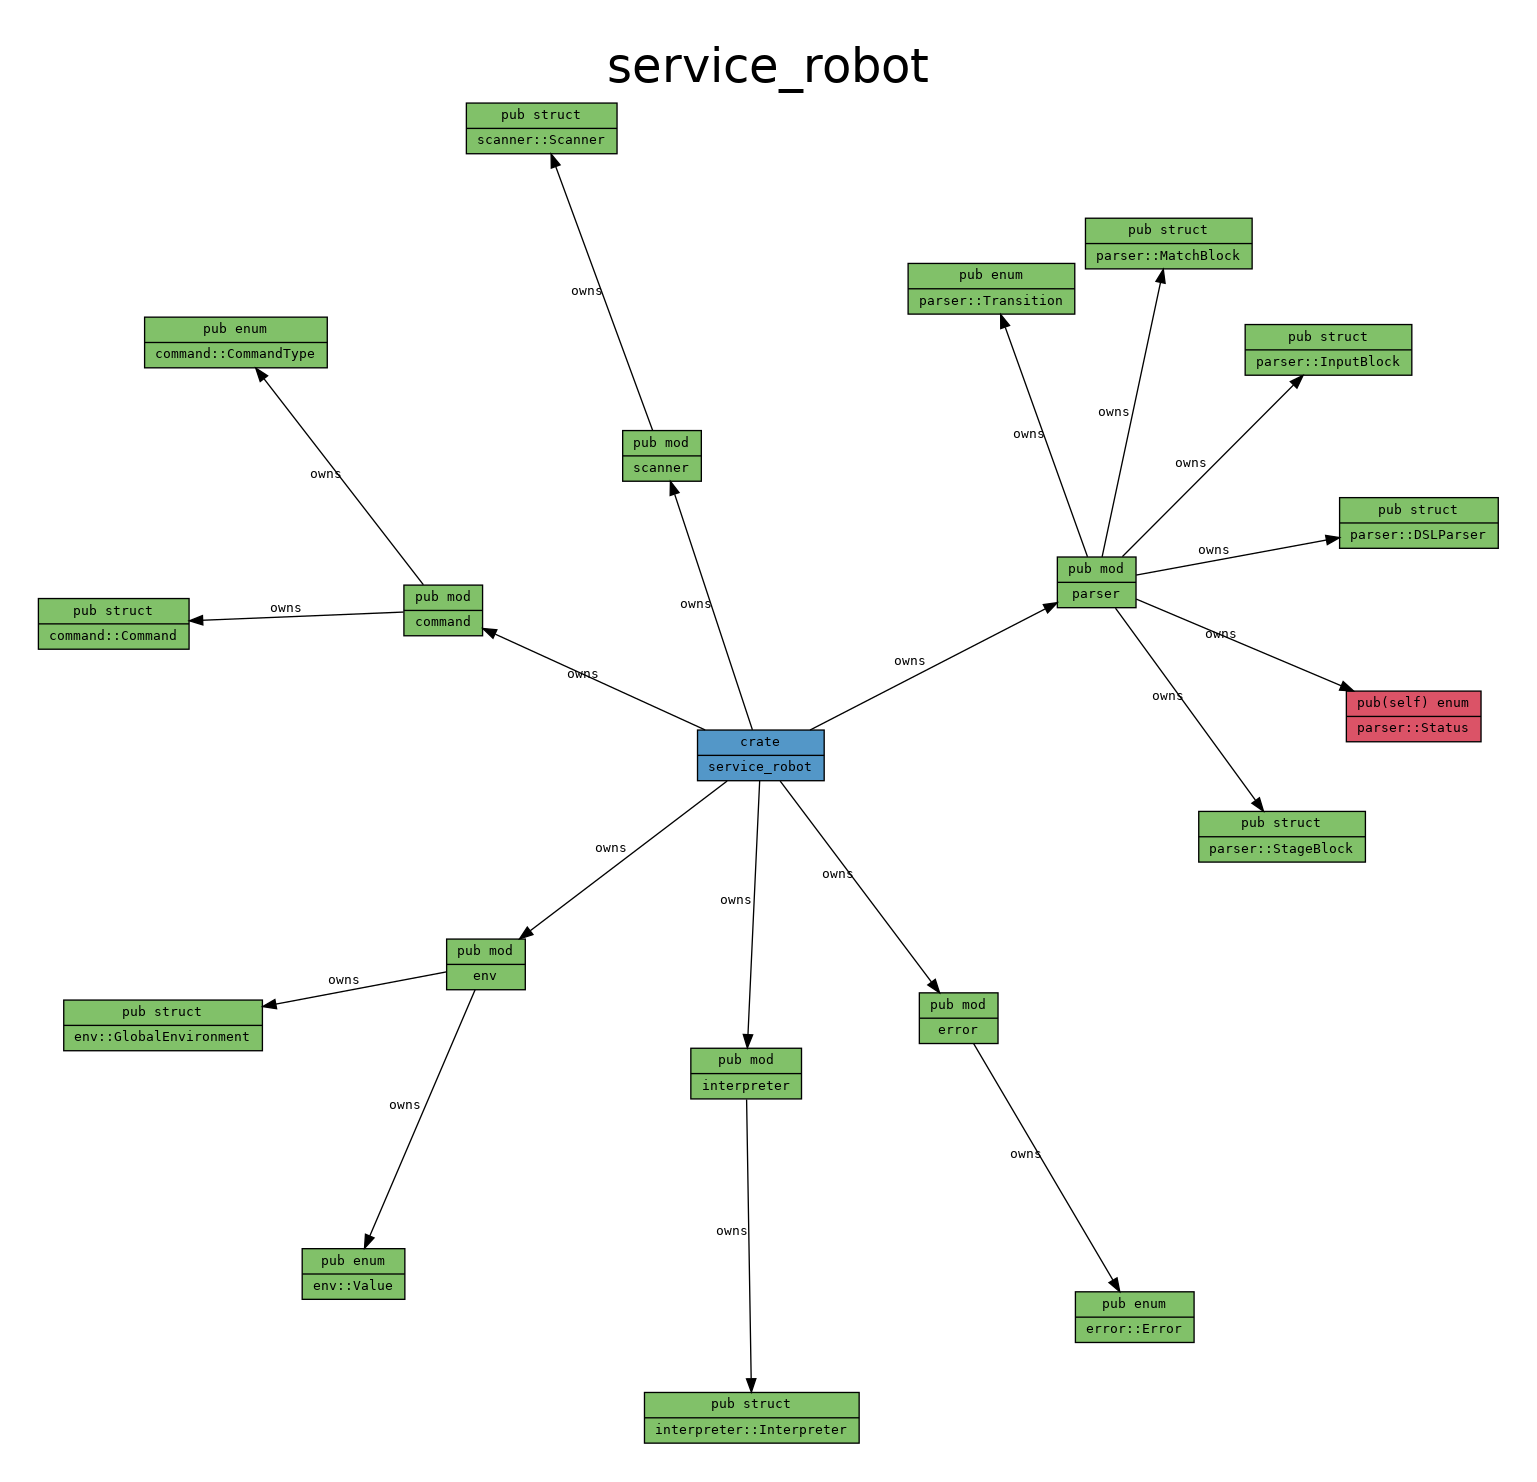 service_robot
pub struct
scanner::Scanner
pub struct
parser::MatchBlock
pub enum
parser::Transition
owns
pub enum
command::CommandType
pub struct
parser::InputBlock
owns
owns
pub mod
scanner
owns
owns
pub struct
parser::DSLParser
owns
pub mod
parser
pub mod
command
owns
pub struct
command::Command
owns
owns
owns
owns
owns
owns
pub(self) enum
parser::Status
crate
service_robot
pub struct
parser::StageBlock
owns
owns
owns
pub mod
env
owns
pub struct
env::GlobalEnvironment
pub mod
error
pub mod
interpreter
owns
owns
owns
pub enum
env::Value
pub enum
error::Error
pub struct
interpreter::Interpreter